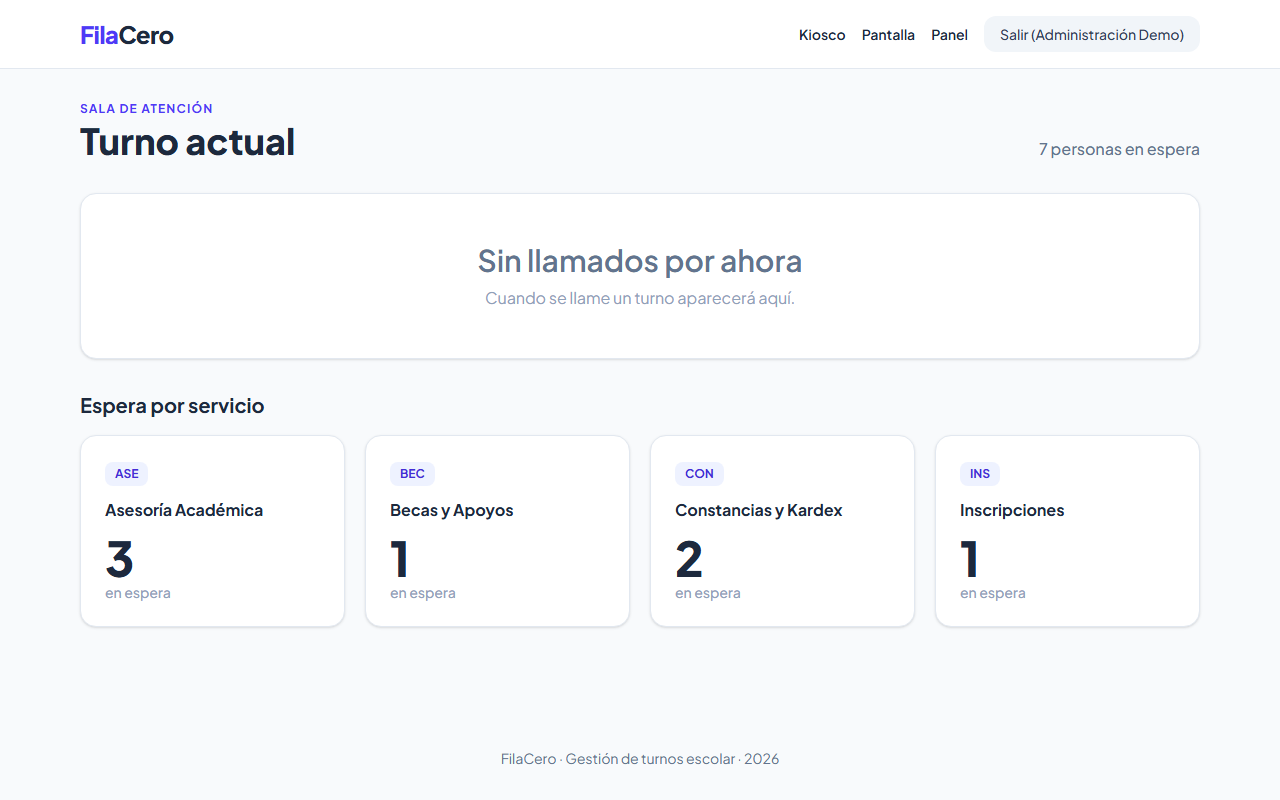 FilaCero
Kiosco
Pantalla
Panel
Salir (Administración Demo)
SALA DE ATENCIÓN
Turno actual
7 personas en espera
Sin llamados por ahora
Cuando se llame un turno aparecerá aquí.
Espera por servicio
ASE
Asesoría Académica
3
en espera
BEC
Becas y Apoyos
1
en espera
CON
Constancias y Kardex
2
en espera
INS
Inscripciones
1
en espera
FilaCero · Gestión de turnos escolar · 2026